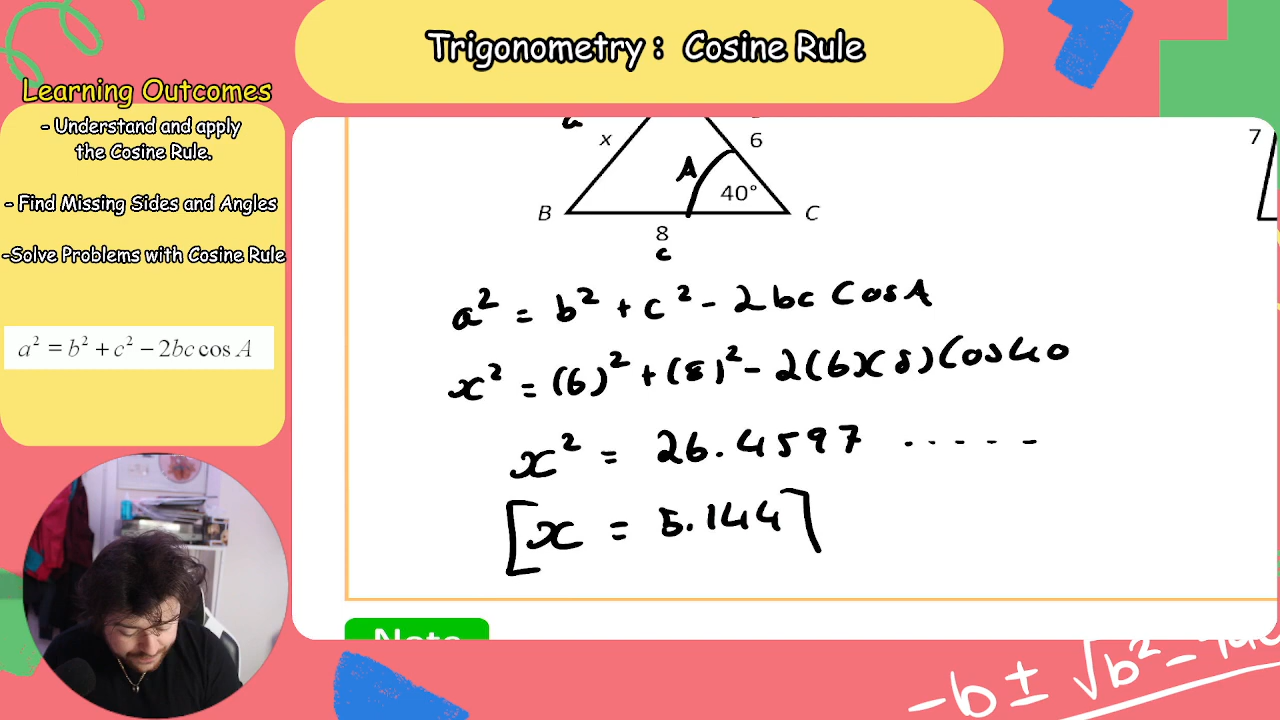 Trigonometry : Cosine Rule
Learning Outcomes
- Understand and apply
the Cosine Rule.
- Find Missing Sides and Angles
-Solve Problems with Cosine Rule
a² = b² + c² − 2bc cos A
a
x
6
7
A
40°
B
C
8
c
a² = b² + c² - 2bc Cos A
x² = (6)² + (8)² - 2(6)(8)Cos40
x² = 26.4597 .....
[x = 5.144]